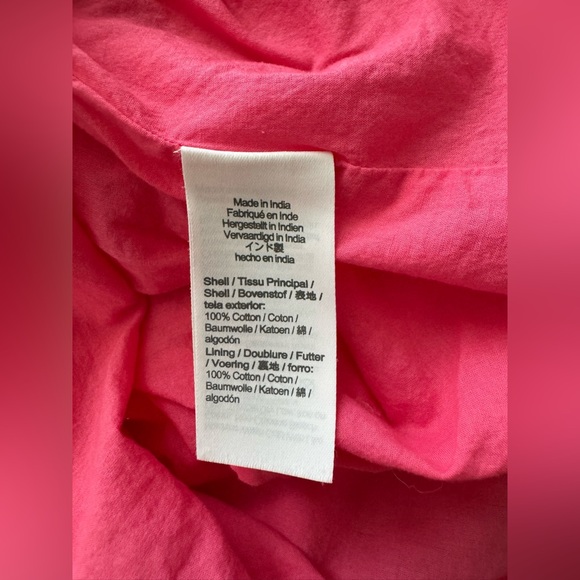 Made in India
Fabriqué en Inde
Hergestellt in Indien
Vervaardigd in India
インド製
hecho en india
Shell / Tissu Principal /
Shell / Bovenstof / 表地 /
tela exterior:
100% Cotton / Coton /
Baumwolle / Katoen / 綿 /
algodón
Lining / Doublure / Futter
/ Voering / 裏地 / forro:
100% Cotton / Coton /
Baumwolle / Katoen / 綿 /
algodón